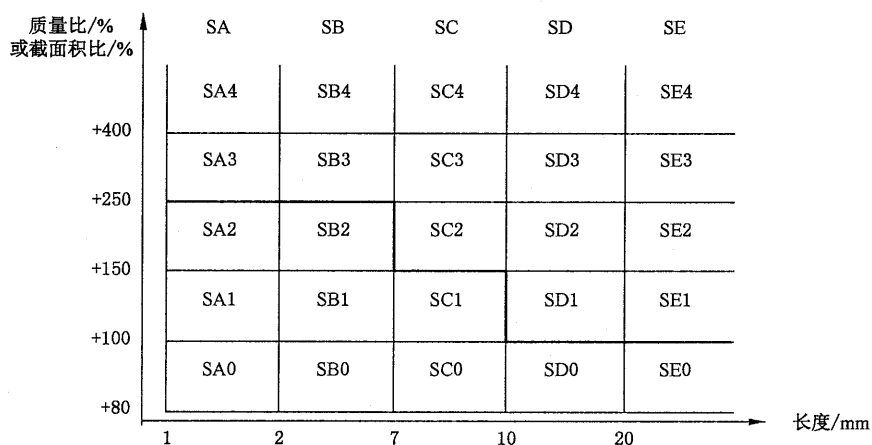 质量比/%
或截面积比/%
SA SB SC SD SE
SA4 SB4 SC4 SD4 SE4
+400
SA3 SB3 SC3 SD3 SE3
+250
SA2 SB2 SC2 SD2 SE2
+150
SA1 SB1 SC1 SD1 SE1
+100
SA0 SB0 SC0 SD0 SE0
+80
1 2 7 10 20 长度/mm